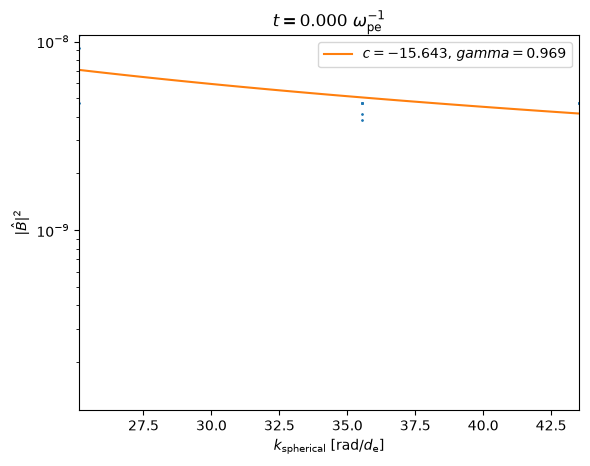 t = 0.000 ω_pe^{-1}
c = −15.643, gamma = 0.969
10^{-8}
|B̂|^2
10^{-9}
27.5 30.0 32.5 35.0 37.5 40.0 42.5
k_spherical [rad/d_e]